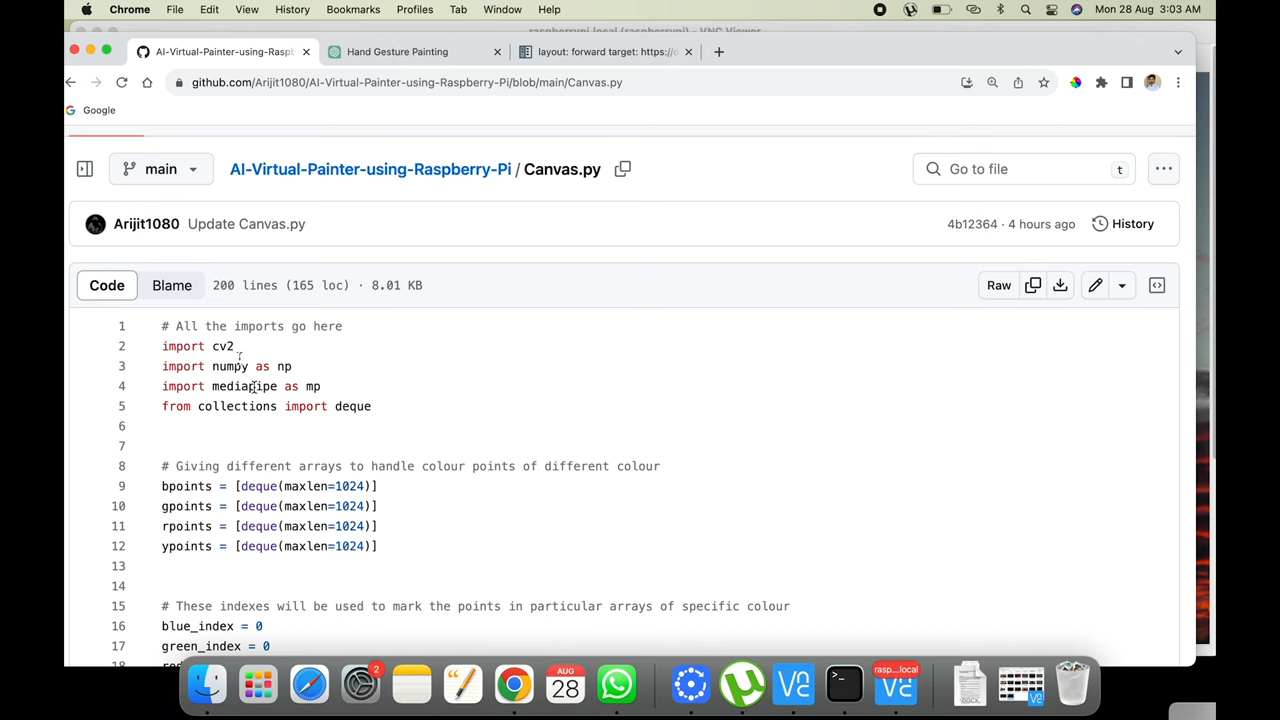 Chrome File Edit View History Bookmarks Profiles Tab Window Help Mon 28 Aug 3:03 AM
AI-Virtual-Painter-using-Raspb Hand Gesture Painting layout: forward target: https://d
github.com/Arijit1080/AI-Virtual-Painter-using-Raspberry-Pi/blob/main/Canvas.py
Google
main AI-Virtual-Painter-using-Raspberry-Pi / Canvas.py Go to file t
Arijit1080 Update Canvas.py 4b12364 · 4 hours ago History
Code Blame 200 lines (165 loc) · 8.01 KB Raw
1 # All the imports go here
2 import cv2
3 import numpy as np
4 import mediapipe as mp
5 from collections import deque
6
7
8 # Giving different arrays to handle colour points of different colour
9 bpoints = [deque(maxlen=1024)]
10 gpoints = [deque(maxlen=1024)]
11 rpoints = [deque(maxlen=1024)]
12 ypoints = [deque(maxlen=1024)]
13
14
15 # These indexes will be used to mark the points in particular arrays of specific colour
16 blue_index = 0
17 green_index = 0
2
AUG
28
rasp...local